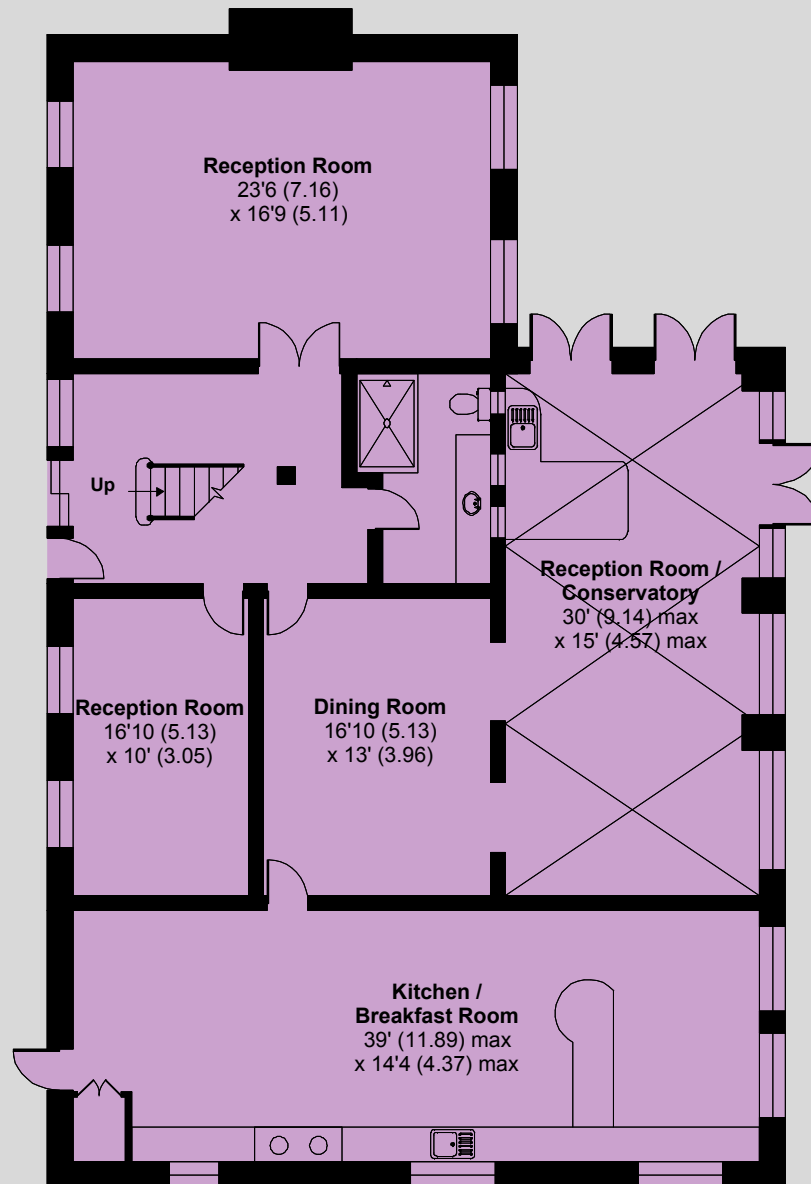 Reception Room
23'6 (7.16)
x 16'9 (5.11)
Up
Reception Room /
Conservatory
30' (9.14) max
x 15' (4.57) max
Reception Room
16'10 (5.13)
x 10' (3.05)
Dining Room
16'10 (5.13)
x 13' (3.96)
Kitchen /
Breakfast Room
39' (11.89) max
x 14'4 (4.37) max